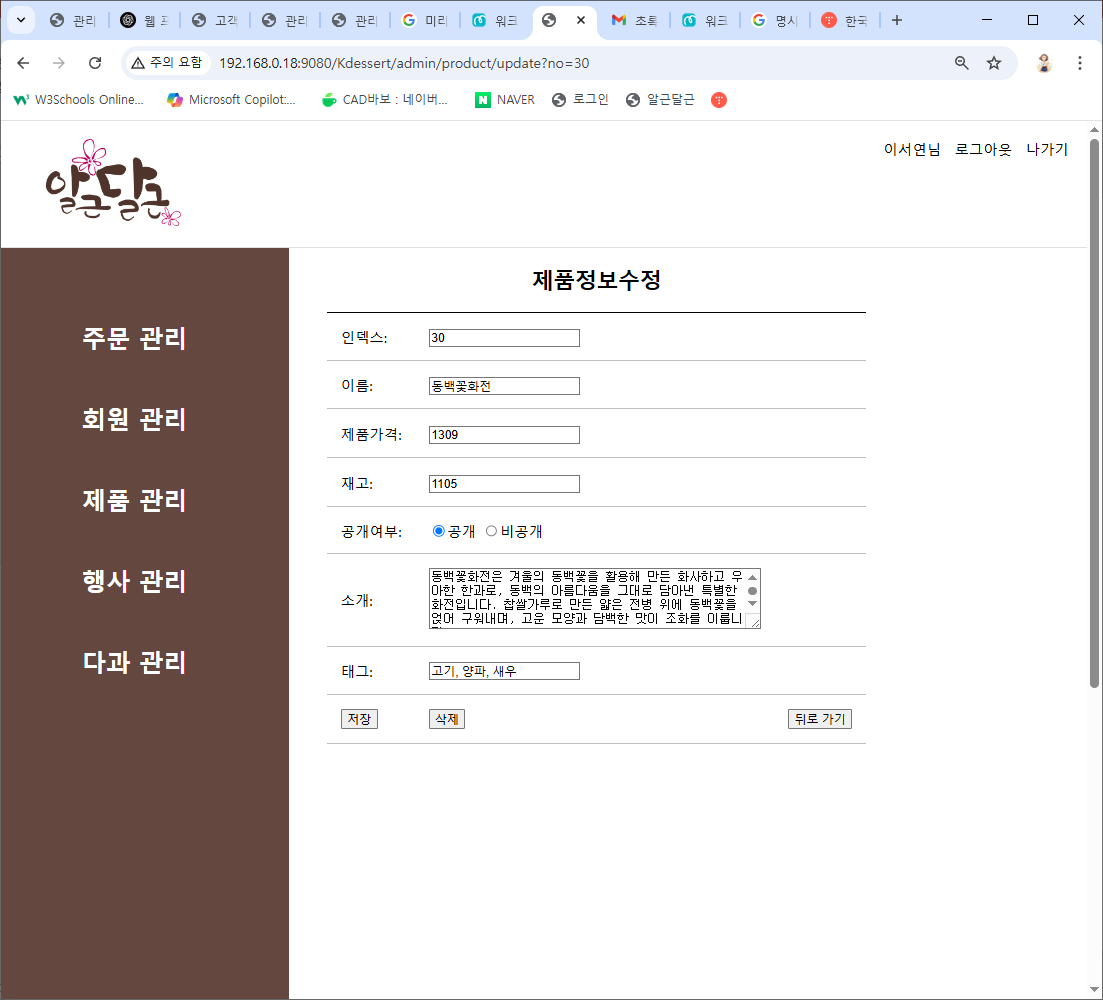 관리
웹 프
고객
관리
관리
미리
워크
초록
워크
명시
한국
주의 요함 192.168.0.18:9080/Kdessert/admin/product/update?no=30
W3Schools Online... Microsoft Copilot:... CAD바보 : 네이버... NAVER 로그인 알근달근
알근달근
이서연님 로그아웃 나가기
주문 관리
회원 관리
제품 관리
행사 관리
다과 관리
제품정보수정
인덱스: 30
이름: 동백꽃화전
제품가격: 1309
재고: 1105
공개여부: 공개 비공개
소개:
동백꽃화전은 겨울의 동백꽃을 활용해 만든 화사하고 우
아한 한과로, 동백의 아름다움을 그대로 담아낸 특별한
화전입니다. 찹쌀가루로 만든 얇은 전병 위에 동백꽃을
얹어 구워내며, 고운 모양과 담백한 맛이 조화를 이룹니
태그: 고기, 양파, 새우
저장 삭제 뒤로 가기